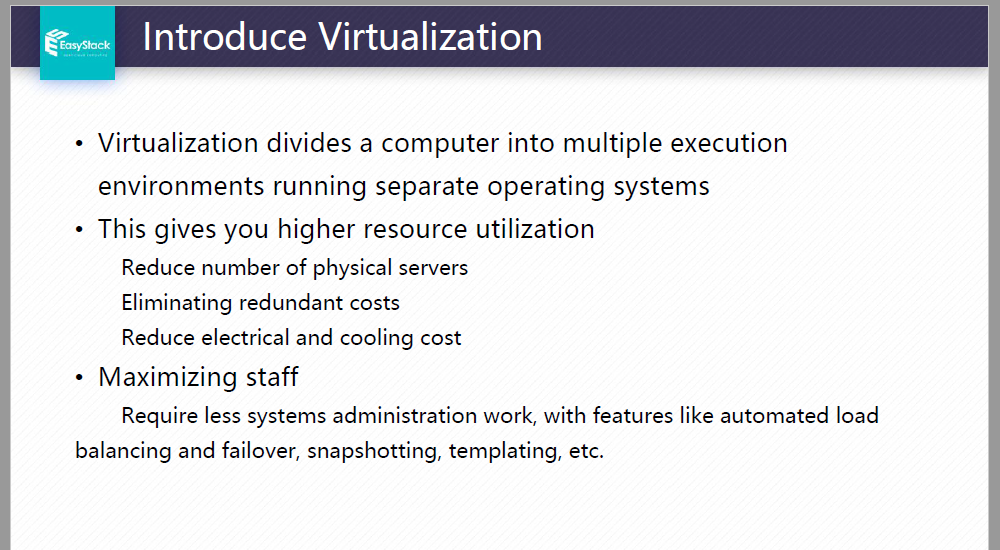 EasyStack
Introduce Virtualization
• Virtualization divides a computer into multiple execution
environments running separate operating systems
• This gives you higher resource utilization
Reduce number of physical servers
Eliminating redundant costs
Reduce electrical and cooling cost
• Maximizing staff
Require less systems administration work, with features like automated load
balancing and failover, snapshotting, templating, etc.